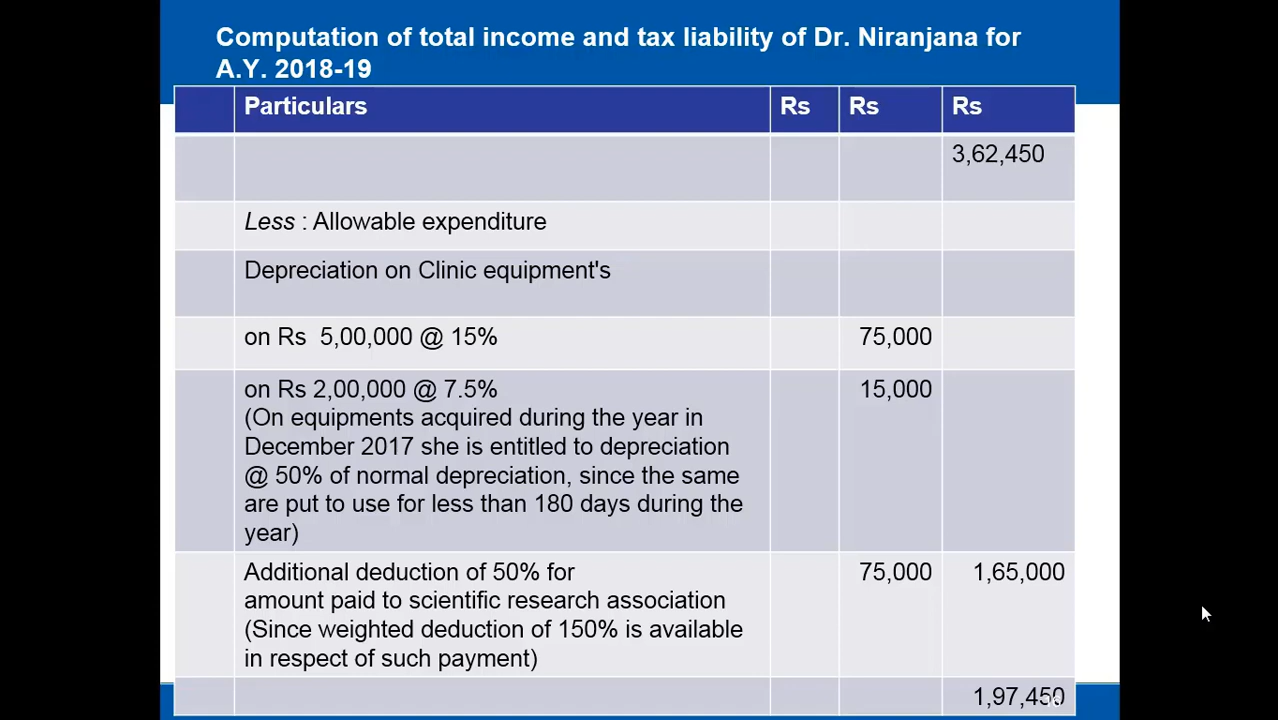 Computation of total income and tax liability of Dr. Niranjana for
A.Y. 2018-19
Particulars Rs Rs Rs
3,62,450
Less : Allowable expenditure
Depreciation on Clinic equipment's
on Rs 5,00,000 @ 15% 75,000
on Rs 2,00,000 @ 7.5% 15,000
(On equipments acquired during the year in
December 2017 she is entitled to depreciation
@ 50% of normal depreciation, since the same
are put to use for less than 180 days during the
year)
Additional deduction of 50% for 75,000 1,65,000
amount paid to scientific research association
(Since weighted deduction of 150% is available
in respect of such payment)
1,97,450